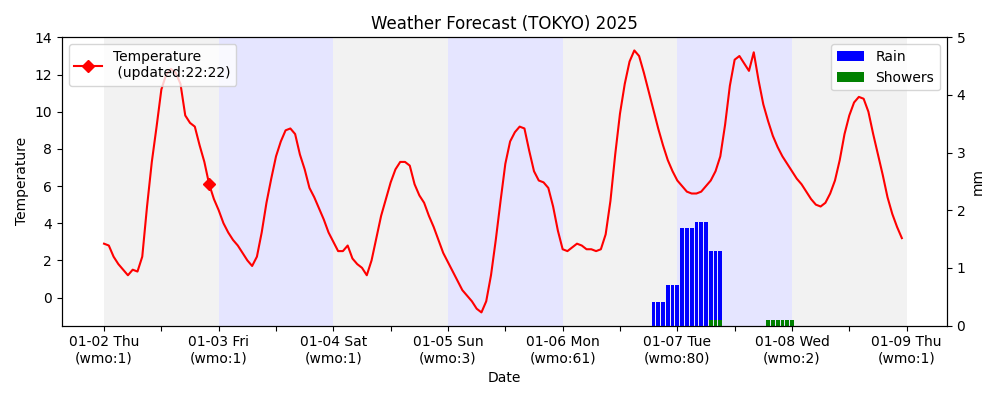 Weather Forecast (TOKYO) 2025
Temperature
(updated:22:22)
Rain
Showers
14
12
10
8
6
4
2
0
Temperature
5
4
3
2
1
0
mm
01-02 Thu
(wmo:1)
01-03 Fri
(wmo:1)
01-04 Sat
(wmo:1)
01-05 Sun
(wmo:3)
01-06 Mon
(wmo:61)
01-07 Tue
(wmo:80)
01-08 Wed
(wmo:2)
01-09 Thu
(wmo:1)
Date